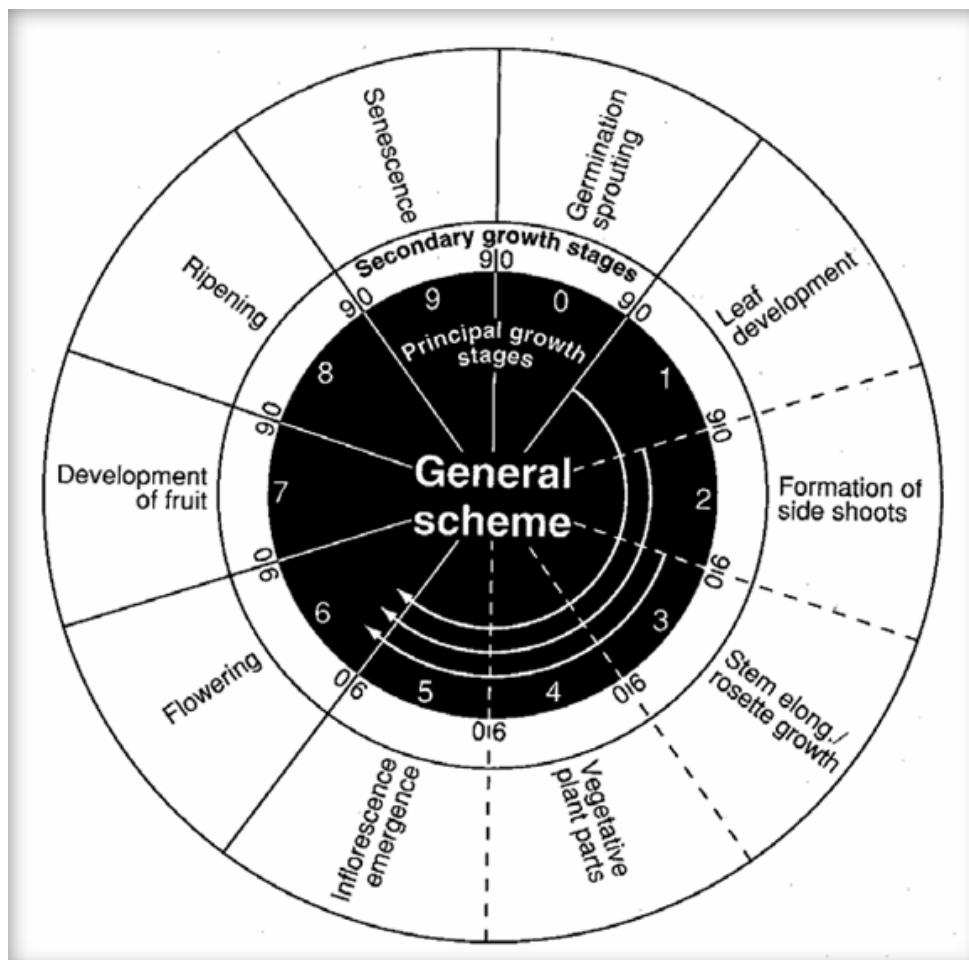 General
scheme
Principal growth
stages
Secondary growth stages
0
1
2
3
4
5
6
7
8
9
9 0
9 0
9 0
9 0
9 0
9 0
9 0
9 0
9 0
9 0
Germination
sprouting
Leaf
development
Formation of
side shoots
Stem elong./
rosette growth
Vegetative
plant parts
Inflorescence
emergence
Flowering
Development
of fruit
Ripening
Senescence